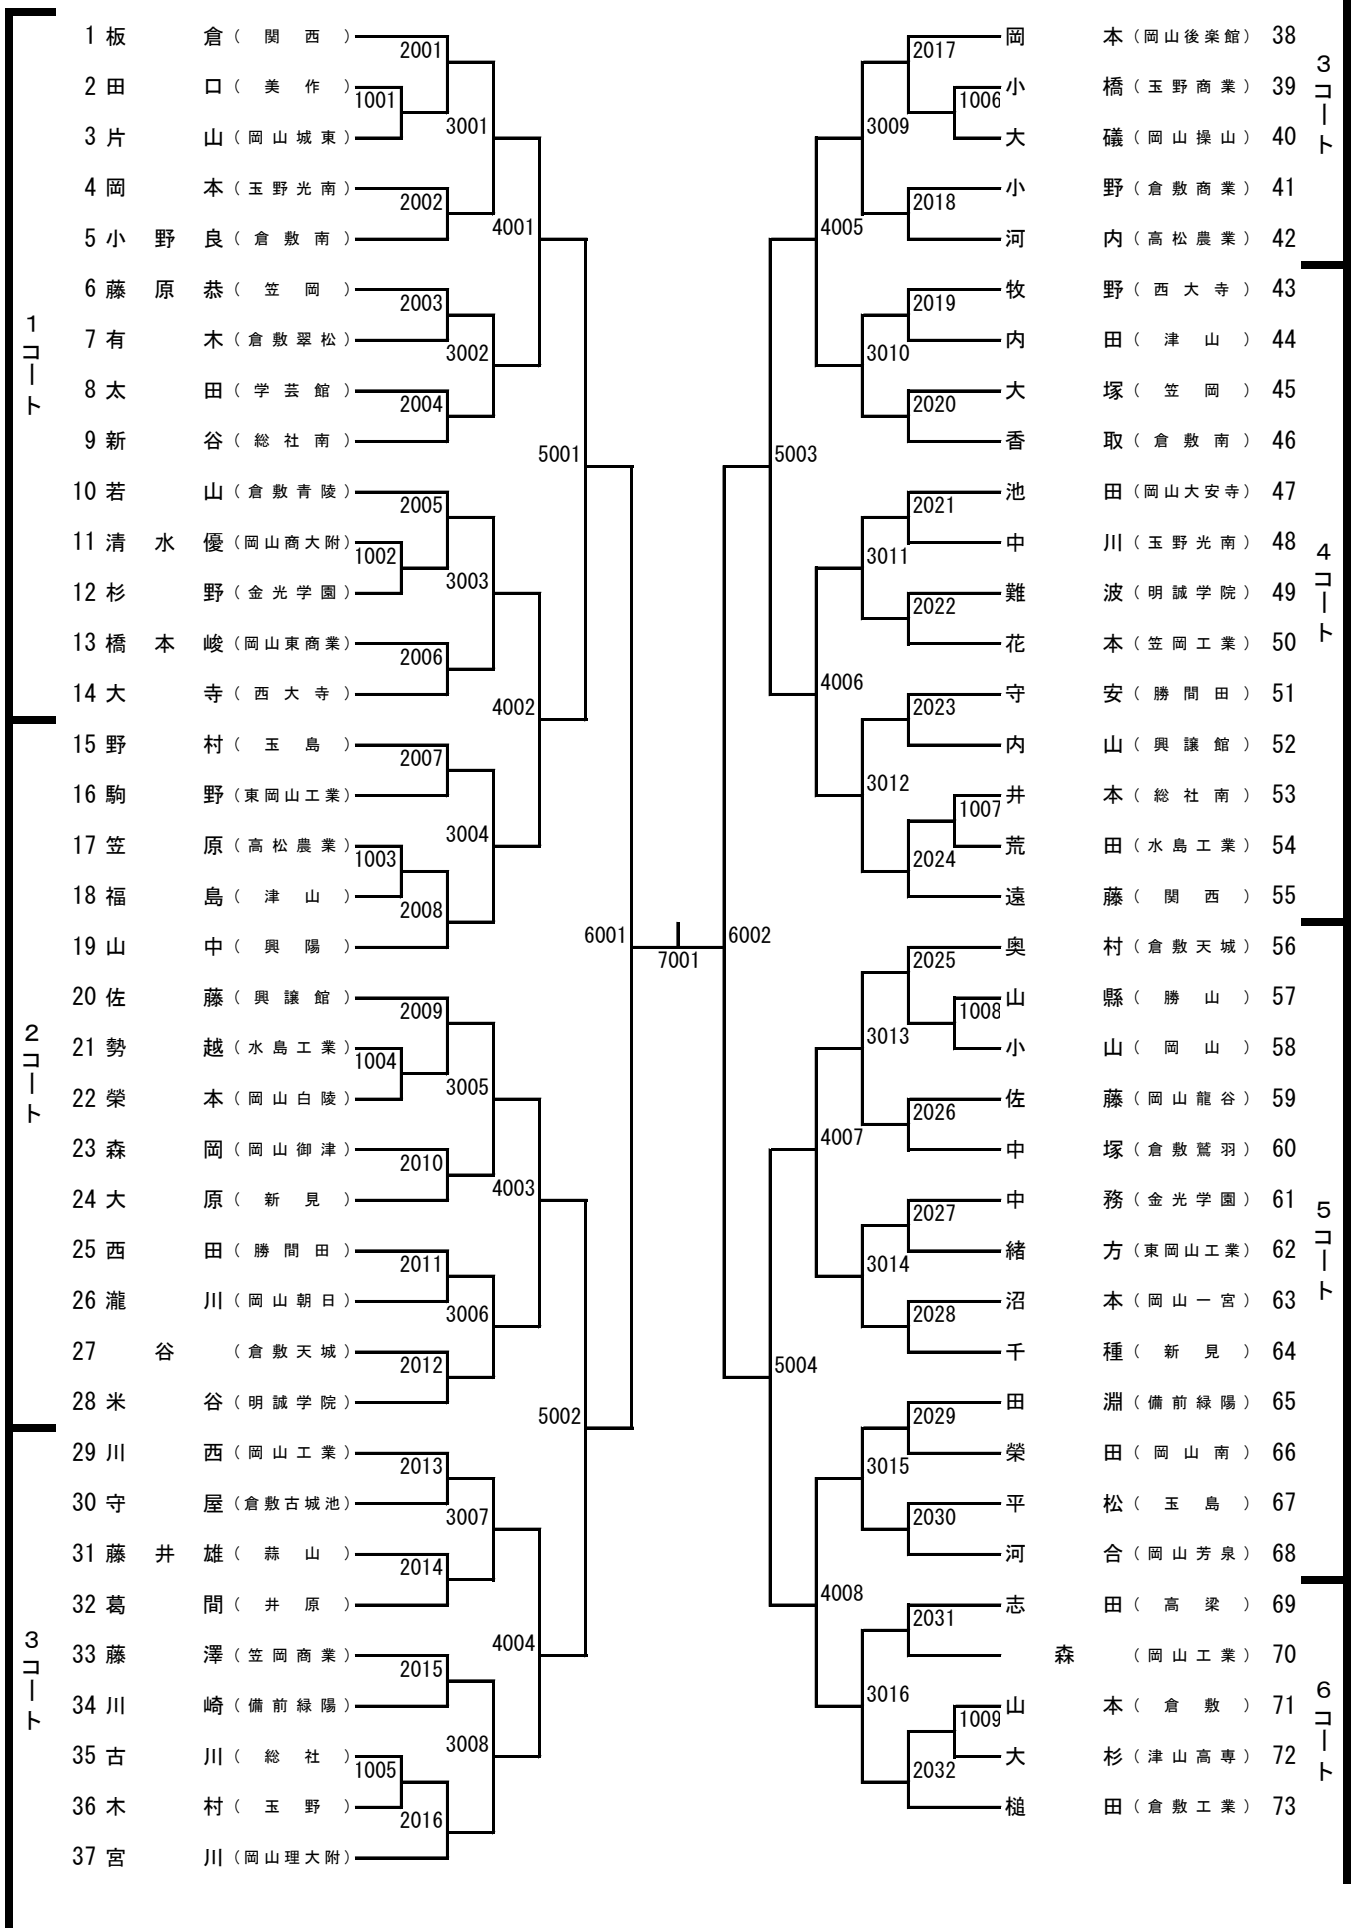 1コート
1 板倉(関西)
2 田口(美作)
3 片山(岡山城東)
4 岡本(玉野光南)
5 小野良(倉敷南)
6 藤原恭(笠岡)
7 有木(倉敷翠松)
8 太田(学芸館)
9 新谷(総社南)
10 若山(倉敷青陵)
11 清水優(岡山商大附)
12 杉野(金光学園)
13 橋本峻(岡山東商業)
14 大寺(西大寺)
2コート
15 野村(玉島)
16 駒野(東岡山工業)
17 笠原(高松農業)
18 福島(津山)
19 山中(興陽)
20 佐藤(興譲館)
21 勢越(水島工業)
22 榮本(岡山白陵)
23 森岡(岡山御津)
24 大原(新見)
25 西田(勝間田)
26 瀧川(岡山朝日)
27 谷(倉敷天城)
28 米谷(明誠学院)
3コート
29 川西(岡山工業)
30 守屋(倉敷古城池)
31 藤井雄(蒜山)
32 葛間(井原)
33 藤澤(笠岡商業)
34 川崎(備前緑陽)
35 古川(総社)
36 木村(玉野)
37 宮川(岡山理大附)
1001
1002
1003
1004
1005
2001
2002
2003
2004
2005
2006
2007
2008
2009
2010
2011
2012
2013
2014
2015
2016
3001
3002
3003
3004
3005
3006
3007
3008
4001
4002
4003
4004
5001
5002
6001
7001
6002
5003
5004
4005
4006
4007
4008
3009
3010
3011
3012
3013
3014
3015
3016
2017
2018
2019
2020
2021
2022
2023
2024
2025
2026
2027
2028
2029
2030
2031
2032
1006
1007
1008
1009
3コート
岡本(岡山後楽館) 38
小橋(玉野商業) 39
大礒(岡山操山) 40
小野(倉敷商業) 41
河内(高松農業) 42
4コート
牧野(西大寺) 43
内田(津山) 44
大塚(笠岡) 45
香取(倉敷南) 46
池田(岡山大安寺) 47
中川(玉野光南) 48
難波(明誠学院) 49
花本(笠岡工業) 50
守安(勝間田) 51
内山(興譲館) 52
井本(総社南) 53
荒田(水島工業) 54
遠藤(関西) 55
5コート
奥村(倉敷天城) 56
山縣(勝山) 57
小山(岡山) 58
佐藤(岡山龍谷) 59
中塚(倉敷鷲羽) 60
中務(金光学園) 61
緒方(東岡山工業) 62
沼本(岡山一宮) 63
千種(新見) 64
田淵(備前緑陽) 65
榮田(岡山南) 66
平松(玉島) 67
河合(岡山芳泉) 68
6コート
志田(高梁) 69
森(岡山工業) 70
山本(倉敷) 71
大杉(津山高専) 72
槌田(倉敷工業) 73